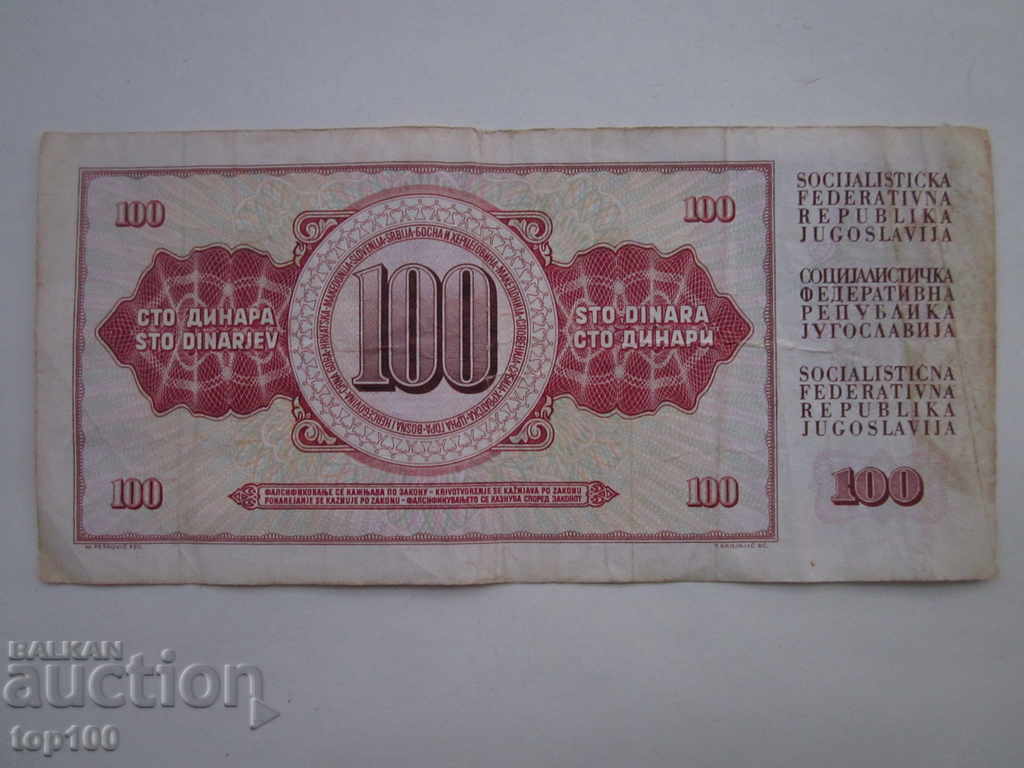 100
100
СТО ДИНАРА
STO DINARJEV
100
STO DINARA
СТО ДИНАРИ
100
100
ФАЛСИФИКОВАЊЕ СЕ КАЖЊАВА ПО ЗАКОНУ - KRIVOTVORENJE SE KAŽNJAVA PO ZAKONU
PONAREJANJE SE KAZNUJE PO ZAKONU - ФАЛСИФИКУВАЊЕТО СЕ КАЗНУВА СПОРЕД ЗАКОНОТ
SOCIJALISTIČKA
FEDERATIVNA
REPUBLIKA
JUGOSLAVIJA
СОЦИЈАЛИСТИЧКА
ФЕДЕРАТИВНА
РЕПУБЛИКА
ЈУГОСЛАВИЈА
SOCIALISTIČNA
FEDERATIVNA
REPUBLIKA
JUGOSLAVIJA
100
BALKAN
auction
top100